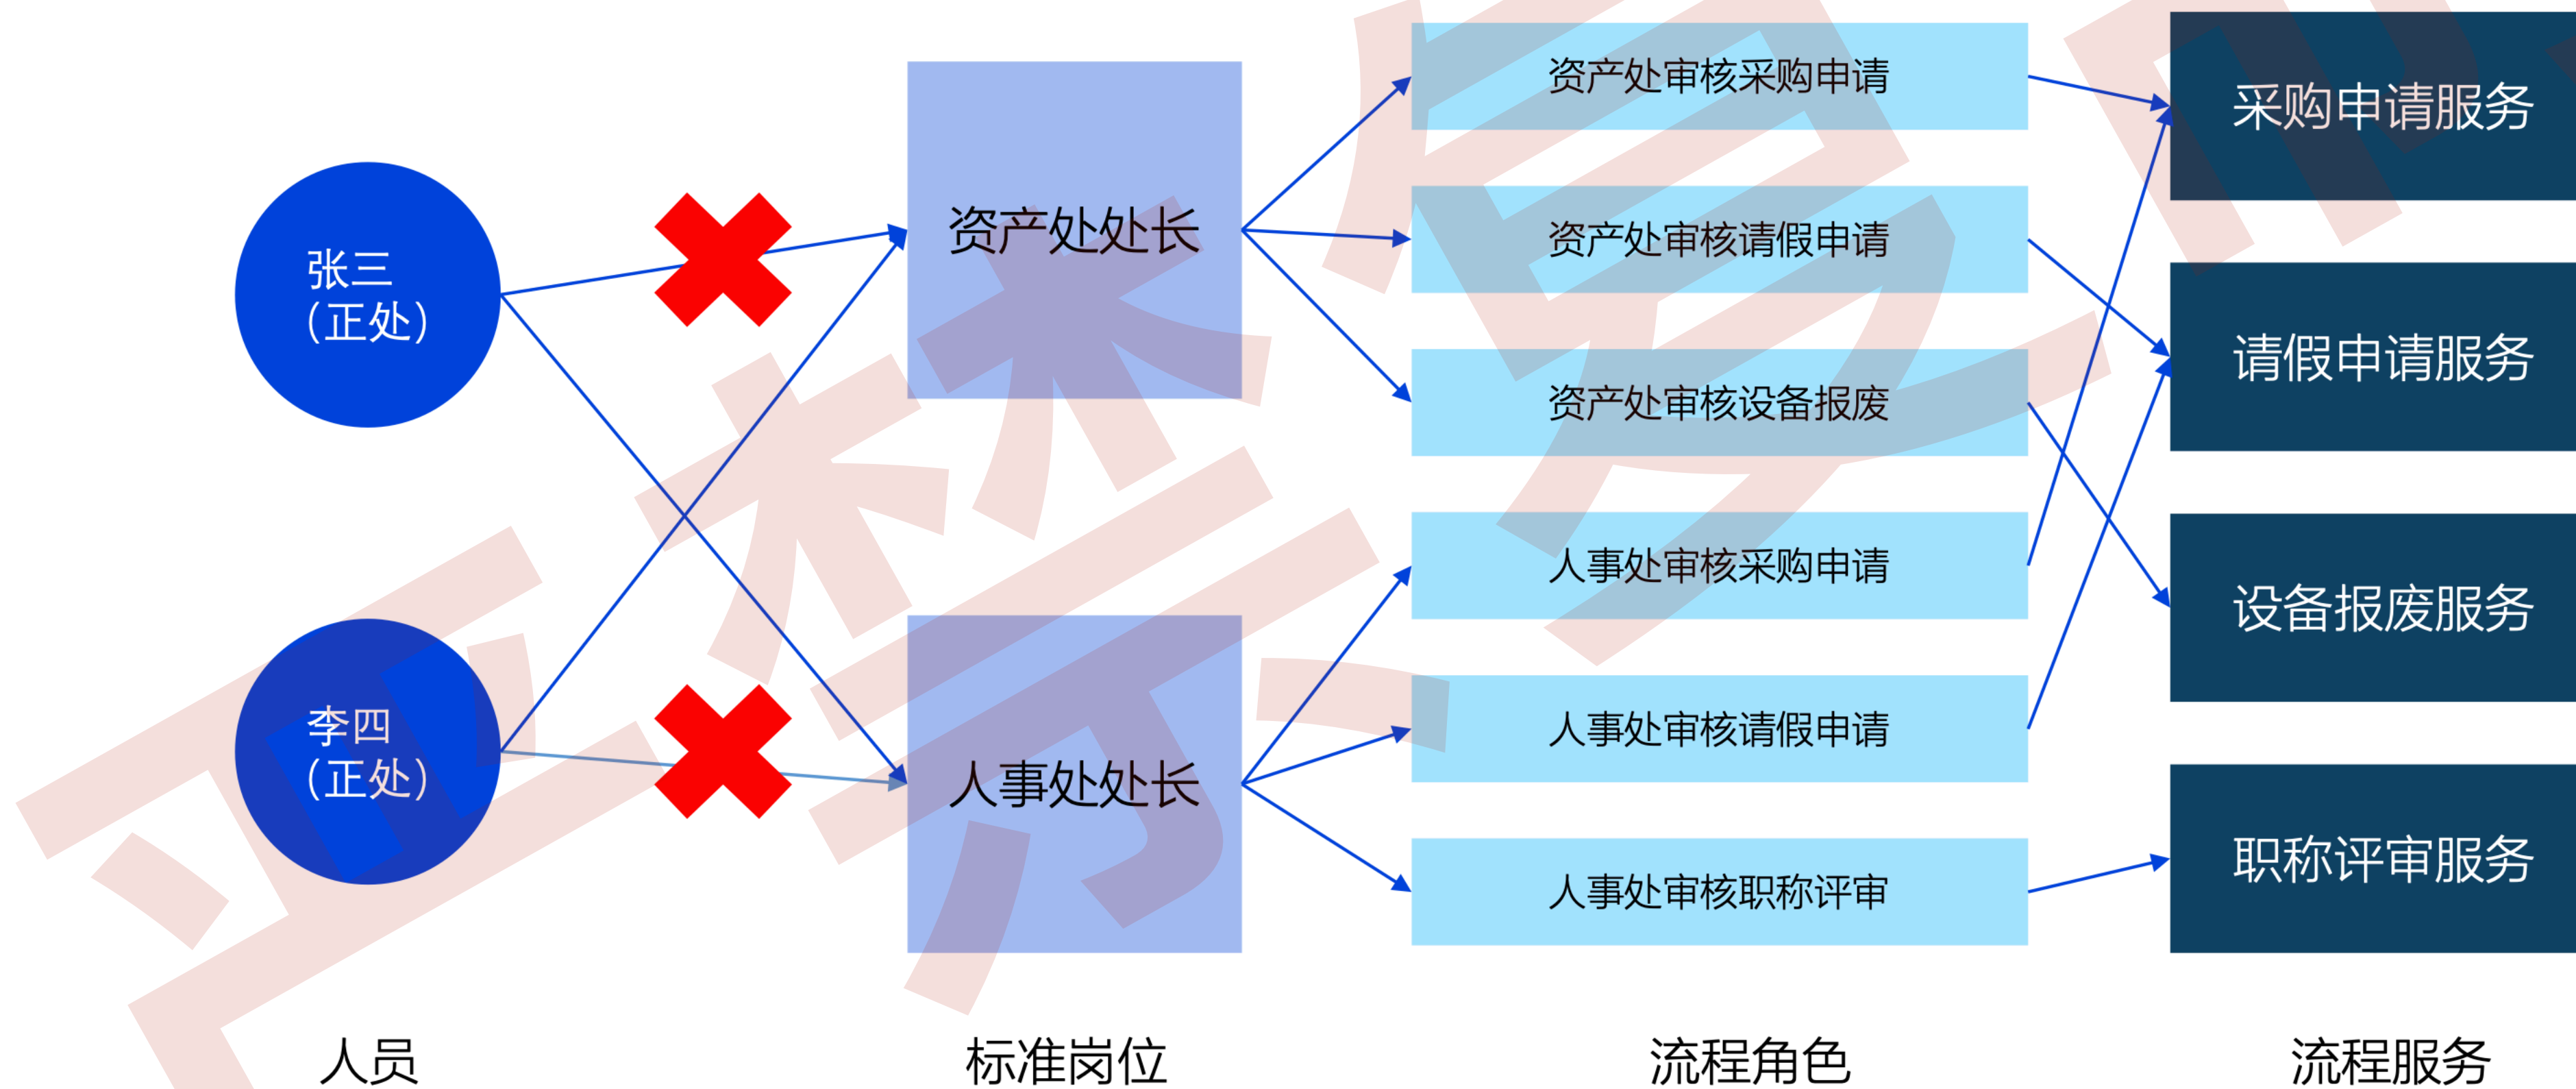 张三
（正处）
李四
（正处）
资产处处长
人事处处长
资产处审核采购申请
资产处审核请假申请
资产处审核设备报废
人事处审核采购申请
人事处审核请假申请
人事处审核职称评审
采购申请服务
请假申请服务
设备报废服务
职称评审服务
人员
标准岗位
流程角色
流程服务